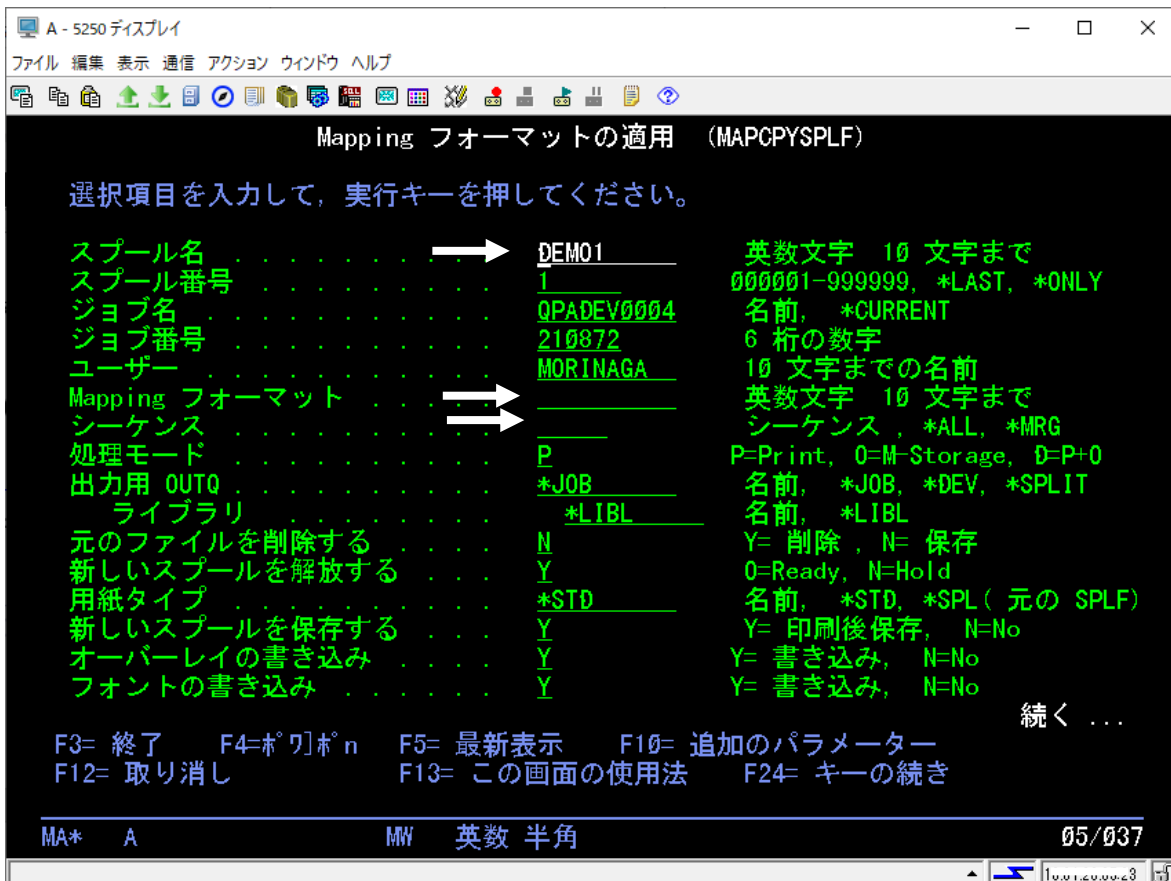 A - 5250 ディスプレイ
ファイル 編集 表示 通信 アクション ウィンドウ ヘルプ
Mapping フォーマットの適用 (MAPCPYSPLF)
選択項目を入力して, 実行キーを押してください。
スプール名 . . . . . . . . . . DEMO1 英数文字 10 文字まで
スプール番号 . . . . . . . . . 1 000001-999999, *LAST, *ONLY
ジョブ名 . . . . . . . . . . . QPADEV0004 名前, *CURRENT
ジョブ番号 . . . . . . . . . . 210872 6 桁の数字
ユーザー . . . . . . . . . . . MORINAGA 10 文字までの名前
Mapping フォーマット . . . . . 英数文字 10 文字まで
シーケンス . . . . . . . . . . シーケンス , *ALL, *MRG
処理モード . . . . . . . . . . P P=Print, O=M-Storage, D=P+O
出力用 OUTQ . . . . . . . . . . *JOB 名前, *JOB, *DEV, *SPLIT
ライブラリ . . . . . . . . . *LIBL 名前, *LIBL
元のファイルを削除する . . . . N Y= 削除 , N= 保存
新しいスプールを解放する . . . Y O=Ready, N=Hold
用紙タイプ . . . . . . . . . . *STD 名前, *STD, *SPL( 元の SPLF)
新しいスプールを保存する . . . Y Y= 印刷後保存, N=No
オーバーレイの書き込み . . . . Y Y= 書き込み, N=No
フォントの書き込み . . . . . . Y Y= 書き込み, N=No
続く ...
F3= 終了 F4=ﾎﾟワ]ﾎﾟn F5= 最新表示 F10= 追加のパラメーター
F12= 取り消し F13= この画面の使用法 F24= キーの続き
MA* A MW 英数 半角 05/037